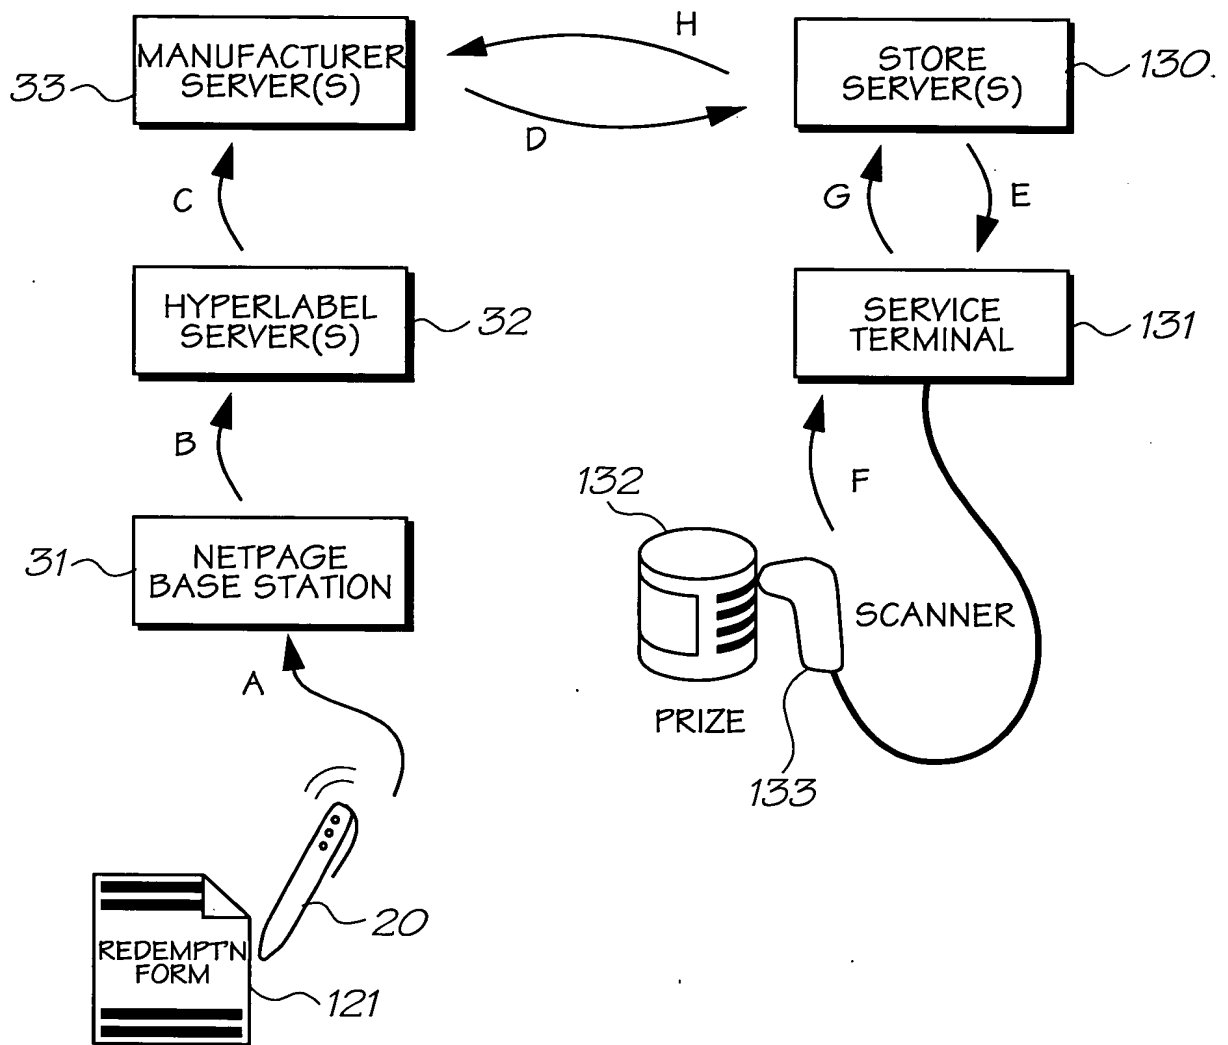 H
MANUFACTURER
SERVER(S)
33
STORE
SERVER(S)
130.
D
C
G
E
HYPERLABEL
SERVER(S)
32
SERVICE
TERMINAL
131
B
F
132
31
NETPAGE
BASE STATION
SCANNER
A
PRIZE
133
20
REDEMPT'N
FORM
121